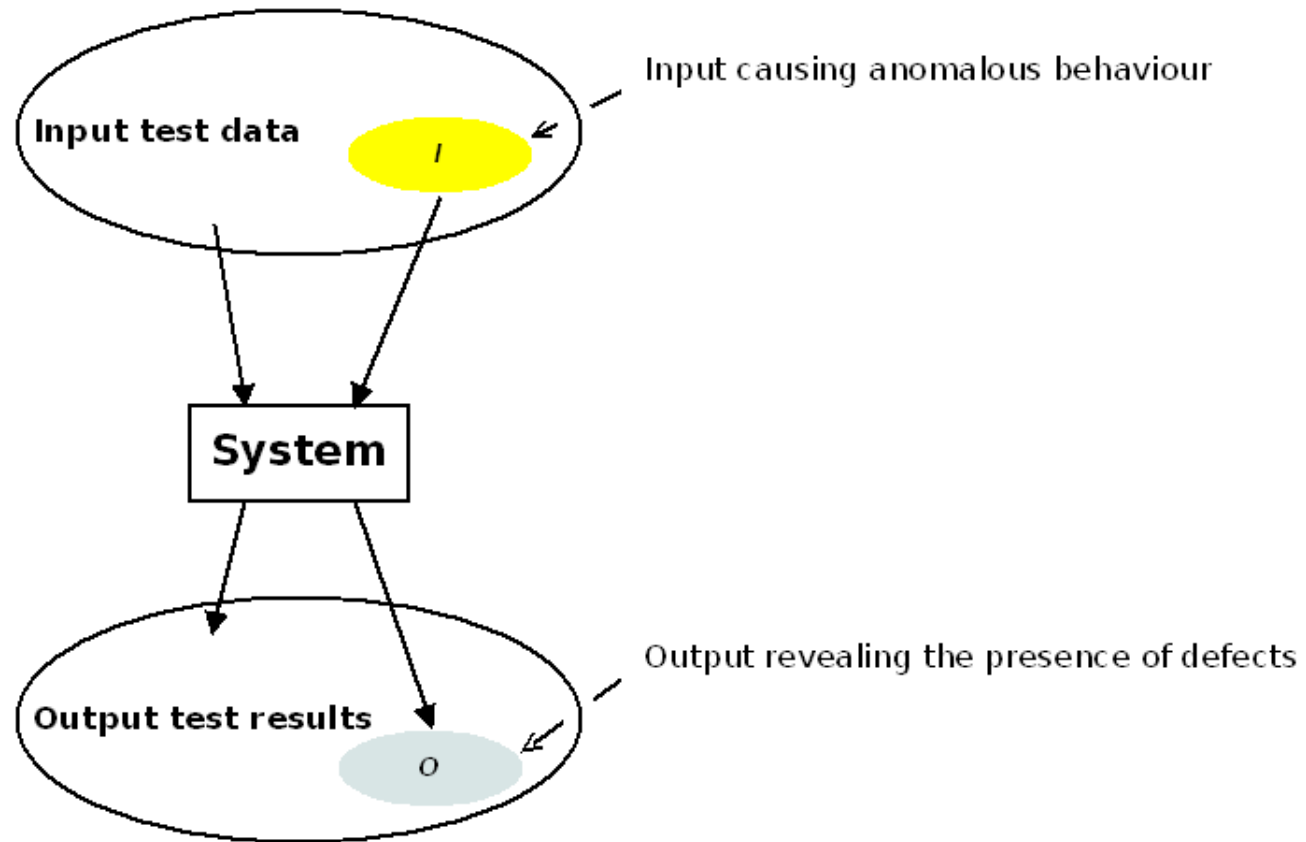 Input causing anomalous behaviour
Input test data
I
System
Output revealing the presence of defects
Output test results
O